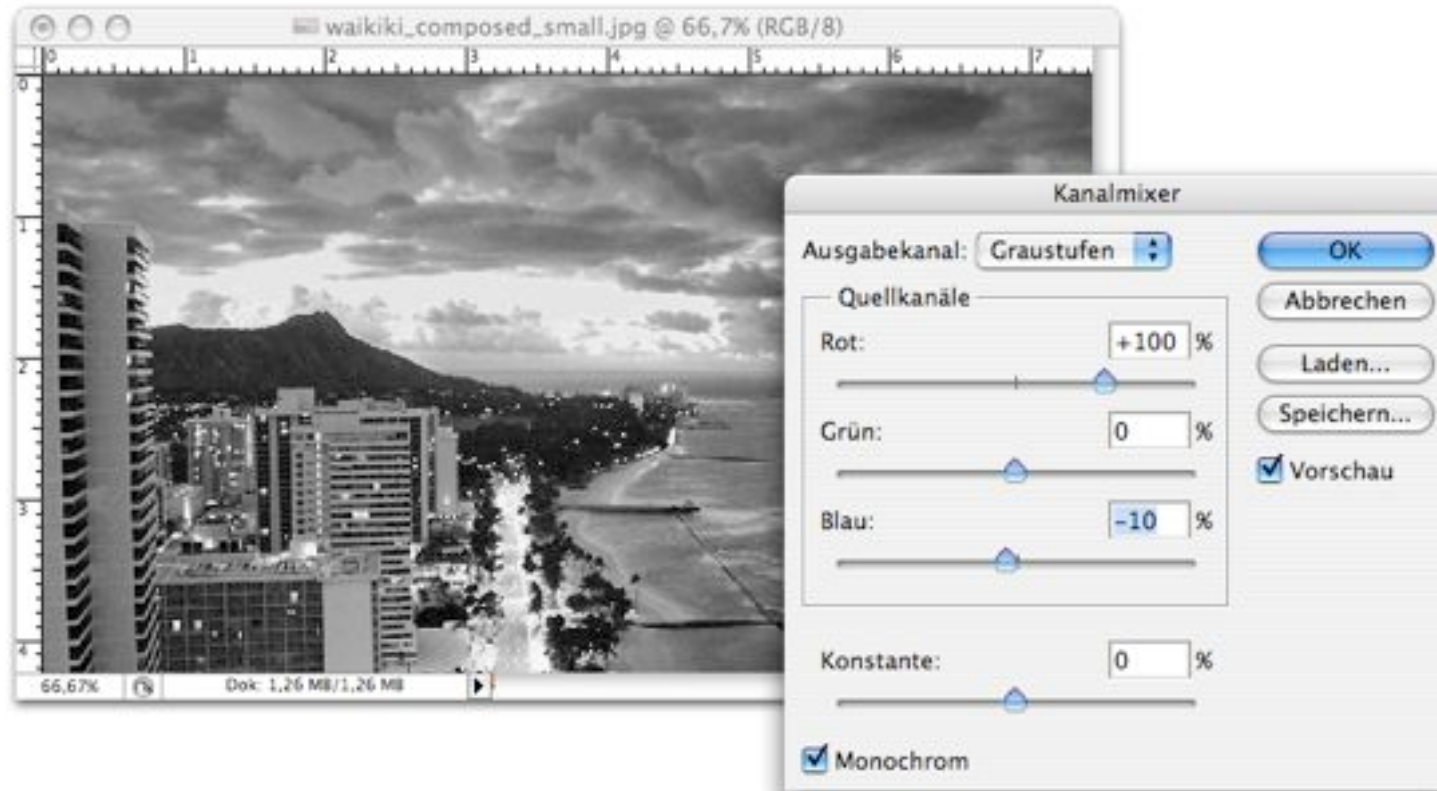 waikiki_composed_small.jpg @ 66,7% (RGB/8)
0 1 2 3 4 5 6 7
0
1
2
3
4
66,67% Dok: 1,26 MB/1,26 MB
Kanalmixer
Ausgabekanal: Graustufen
OK
Quellkanäle
Abbrechen
Rot: +100 %
Laden...
Speichern...
Grün: 0 %
Vorschau
Blau: -10 %
Konstante: 0 %
Monochrom